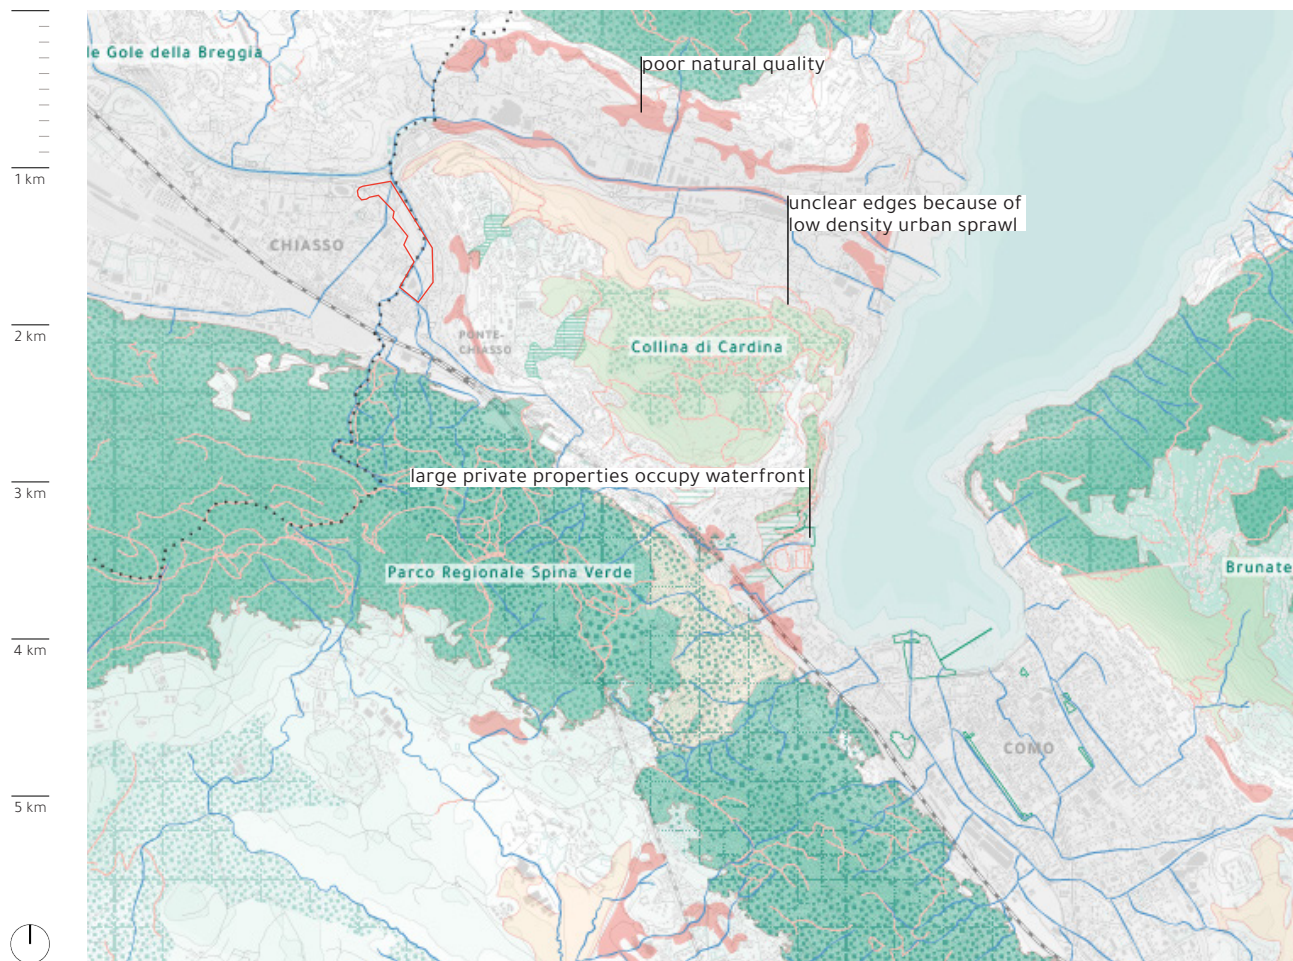 le Gole della Breggia
poor natural quality
1 km
unclear edges because of
low density urban sprawl
CHIASSO
2 km
PONTE-
CHIASSO
Collina di Cardina
large private properties occupy waterfront
3 km
Parco Regionale Spina Verde
Brunate
4 km
COMO
5 km